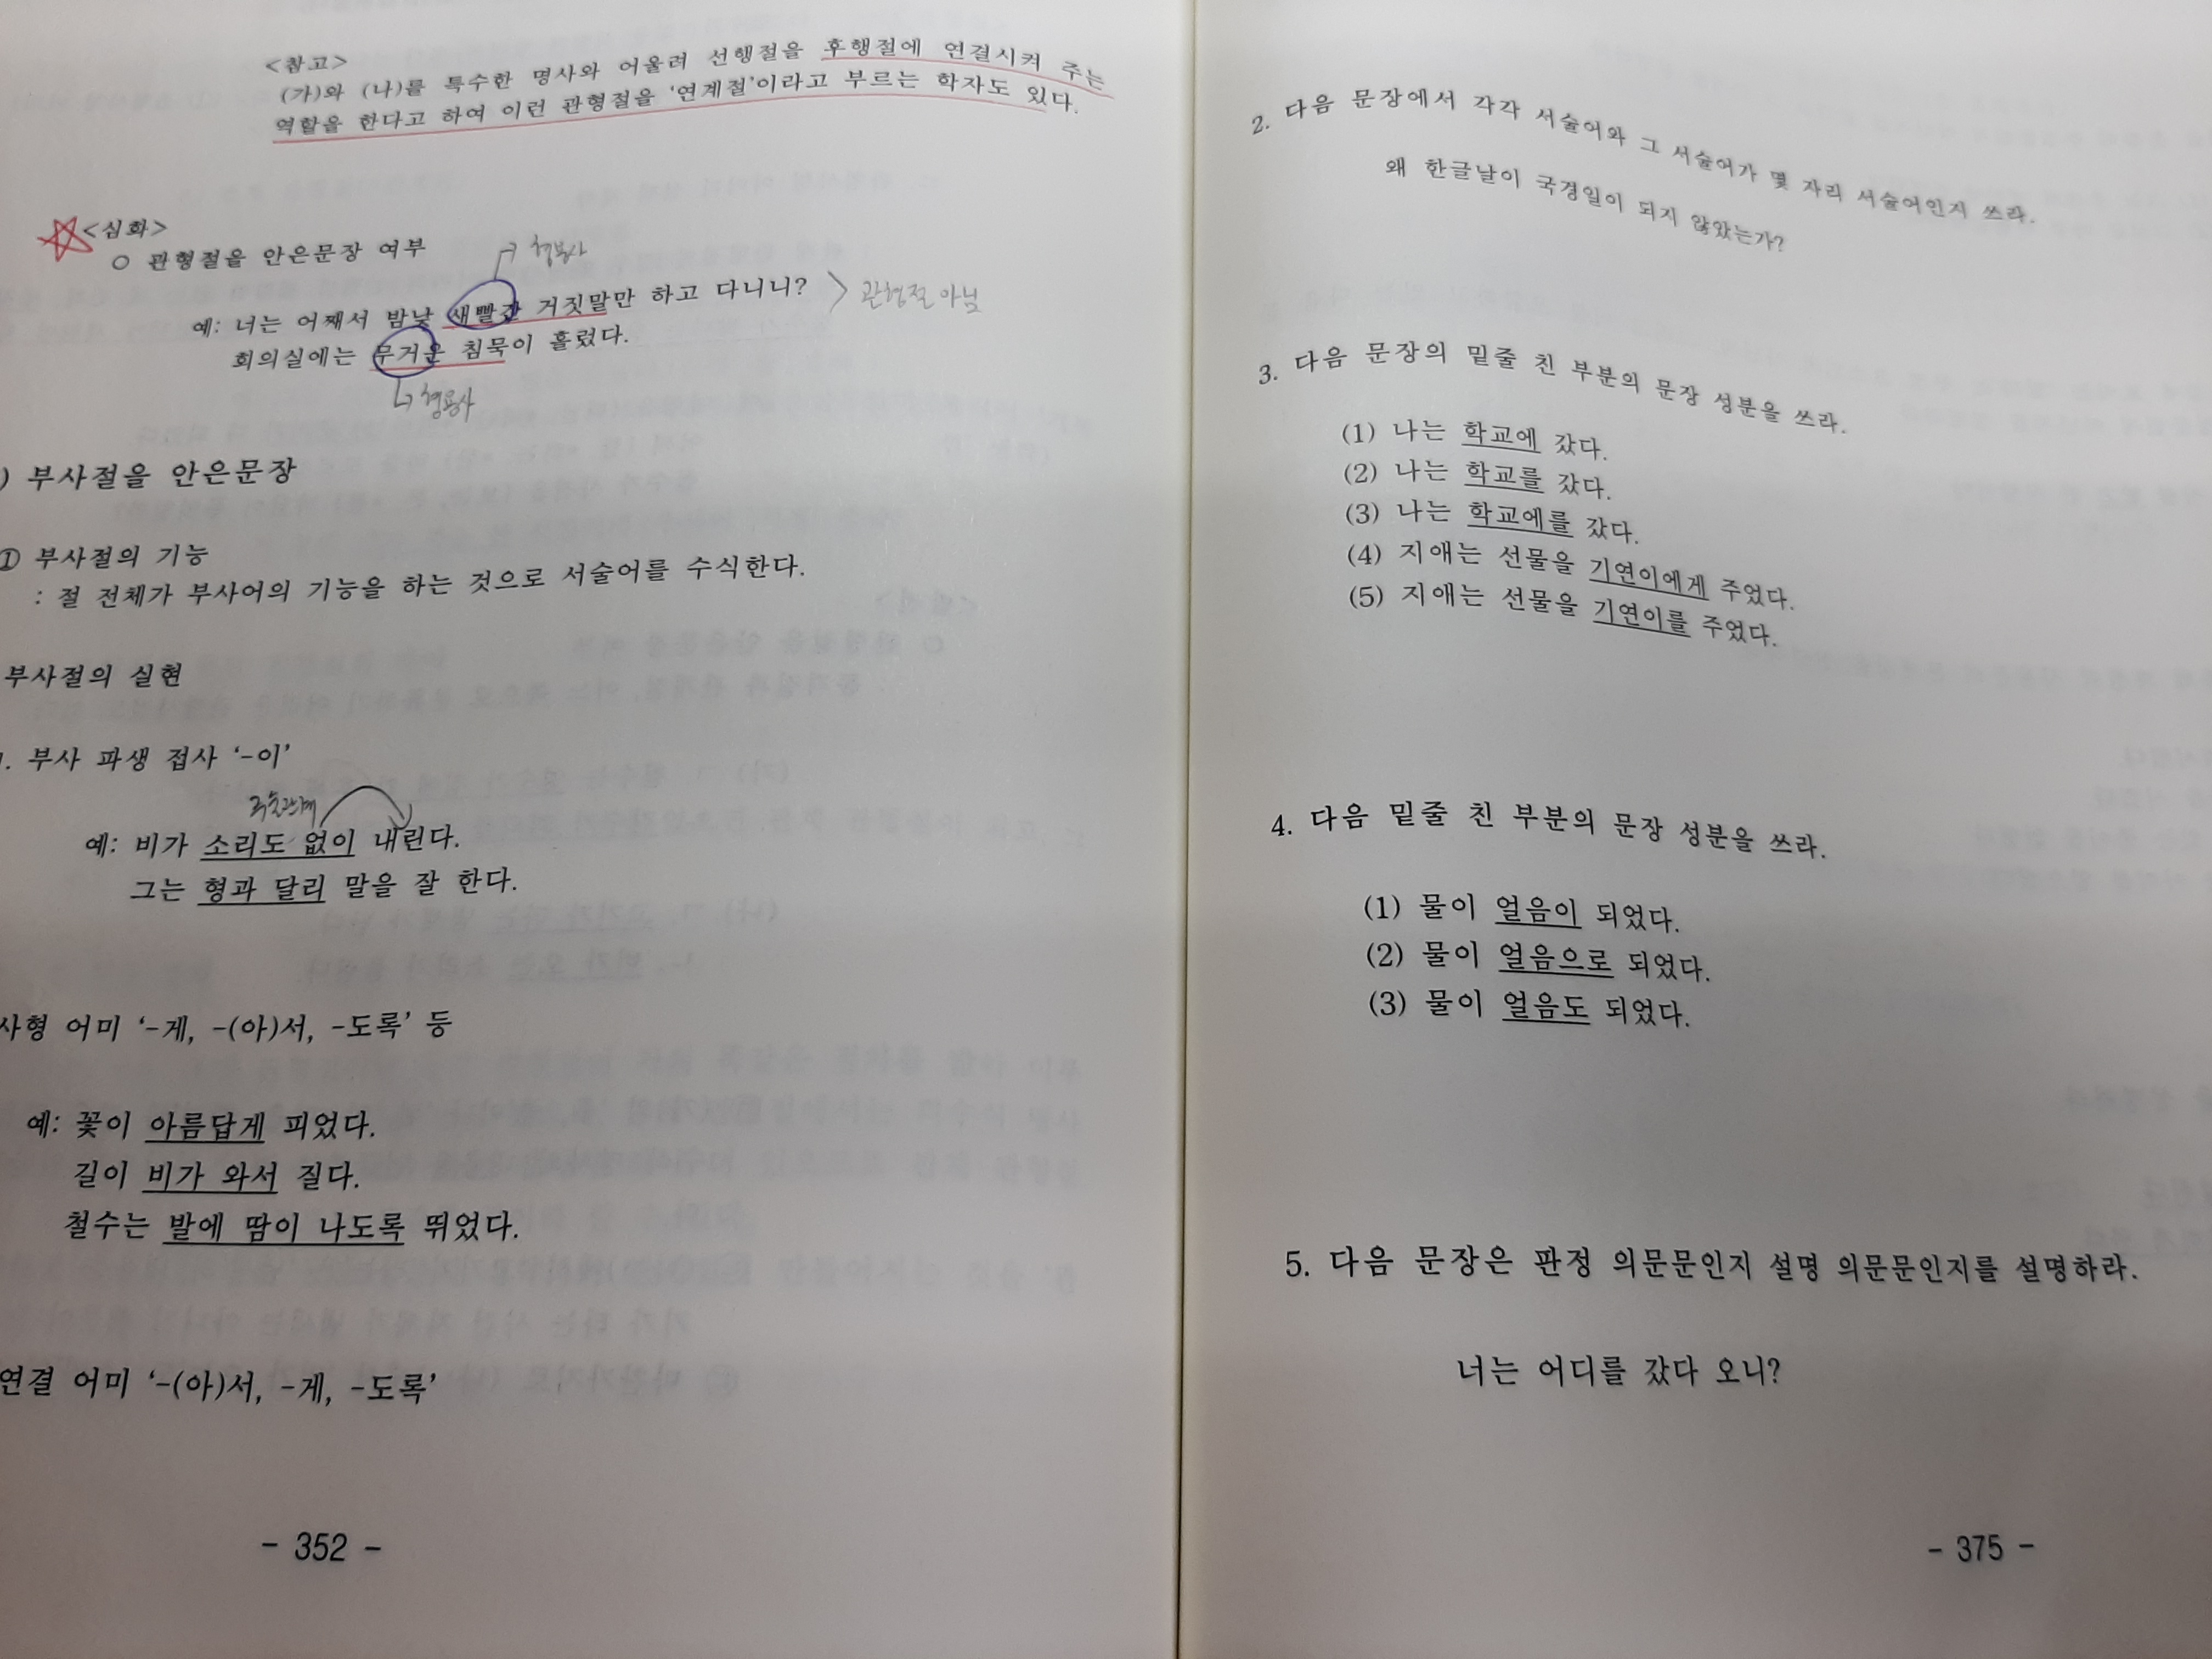 <참고>
(가)와 (나)를 특수한 명사와 어울려 선행절을 후행절에 연결시켜 주는
역할을 한다고 하여 이런 관형절을 '연계절'이라고 부르는 학자도 있다.
<심화>
○ 관형절을 안은문장 여부
형용사
예: 너는 어째서 밤낮 새빨간 거짓말만 하고 다니니? > 관형절 아님
회의실에는 무거운 침묵이 흘렀다.
형용사
) 부사절을 안은문장
① 부사절의 기능
: 절 전체가 부사어의 기능을 하는 것으로 서술어를 수식한다.
부사절의 실현
. 부사 파생 접사 '-이'
주술관계
예: 비가 소리도 없이 내린다.
그는 형과 달리 말을 잘 한다.
사형 어미 '-게, -(아)서, -도록' 등
예: 꽃이 아름답게 피었다.
길이 비가 와서 질다.
철수는 발에 땀이 나도록 뛰었다.
연결 어미 '-(아)서, -게, -도록'
- 352 -
2. 다음 문장에서 각각 서술어와 그 서술어가 몇 자리 서술어인지 쓰라.
왜 한글날이 국경일이 되지 않았는가?
3. 다음 문장의 밑줄 친 부분의 문장 성분을 쓰라.
(1) 나는 학교에 갔다.
(2) 나는 학교를 갔다.
(3) 나는 학교에를 갔다.
(4) 지애는 선물을 기연이에게 주었다.
(5) 지애는 선물을 기연이를 주었다.
4. 다음 밑줄 친 부분의 문장 성분을 쓰라.
(1) 물이 얼음이 되었다.
(2) 물이 얼음으로 되었다.
(3) 물이 얼음도 되었다.
5. 다음 문장은 판정 의문문인지 설명 의문문인지를 설명하라.
너는 어디를 갔다 오니?
- 375 -